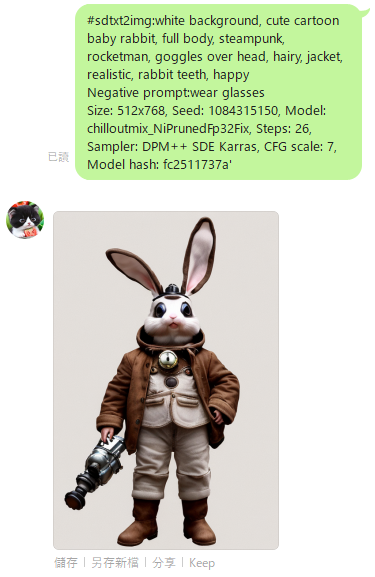 #sdtxt2img:white background, cute cartoon
baby rabbit, full body, steampunk,
rocketman, goggles over head, hairy, jacket,
realistic, rabbit teeth, happy
Negative prompt:wear glasses
Size: 512x768, Seed: 1084315150, Model:
chilloutmix_NiPrunedFp32Fix, Steps: 26,
Sampler: DPM++ SDE Karras, CFG scale: 7,
Model hash: fc2511737a'
已讀
儲存 | 另存新檔 | 分享 | Keep